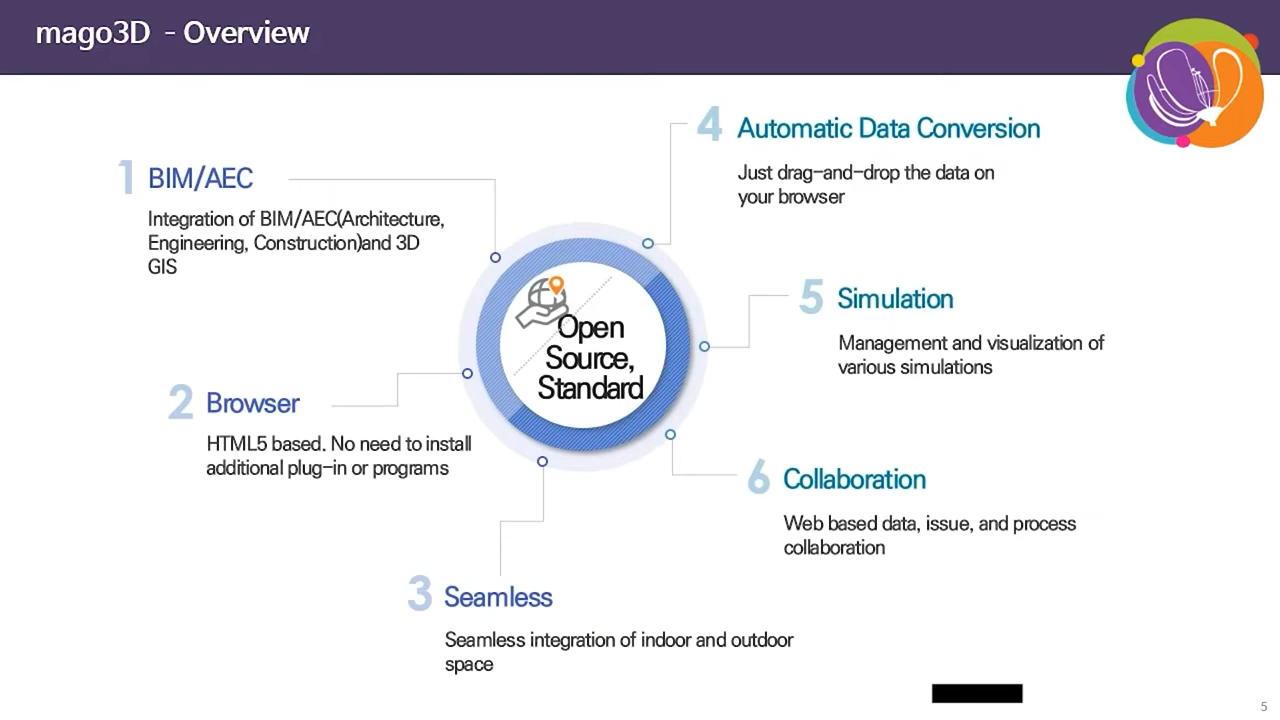 mago3D - Overview
1 BIM/AEC
Integration of BIM/AEC(Architecture,
Engineering, Construction)and 3D
GIS
2 Browser
HTML5 based. No need to install
additional plug-in or programs
3 Seamless
Seamless integration of indoor and outdoor
space
Open
Source,
Standard
4 Automatic Data Conversion
Just drag-and-drop the data on
your browser
5 Simulation
Management and visualization of
various simulations
6 Collaboration
Web based data, issue, and process
collaboration
5